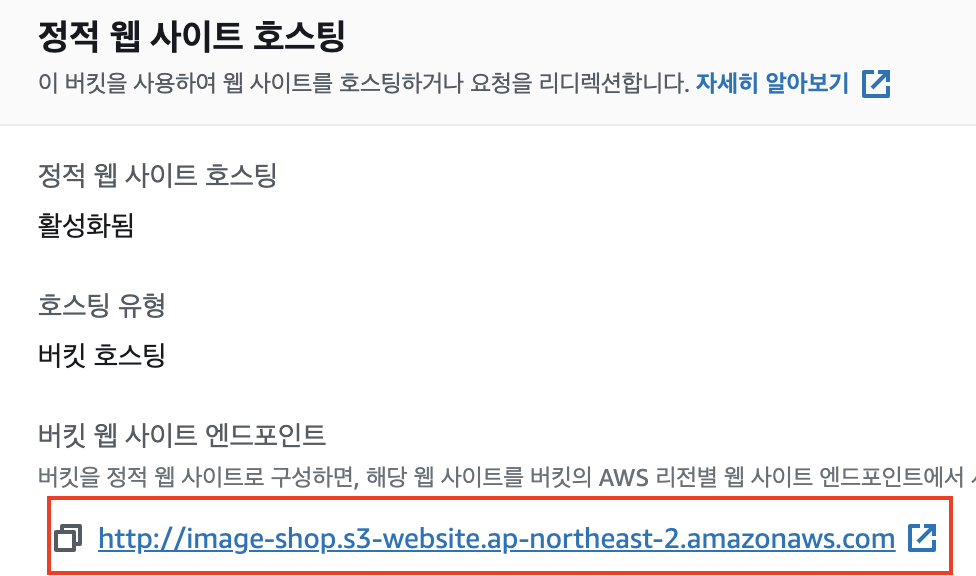 정적 웹 사이트 호스팅
이 버킷을 사용하여 웹 사이트를 호스팅하거나 요청을 리디렉션합니다. 자세히 알아보기
정적 웹 사이트 호스팅
활성화됨
호스팅 유형
버킷 호스팅
버킷 웹 사이트 엔드포인트
버킷을 정적 웹 사이트로 구성하면, 해당 웹 사이트를 버킷의 AWS 리전별 웹 사이트 엔드포인트에서
http://image-shop.s3-website.ap-northeast-2.amazonaws.com